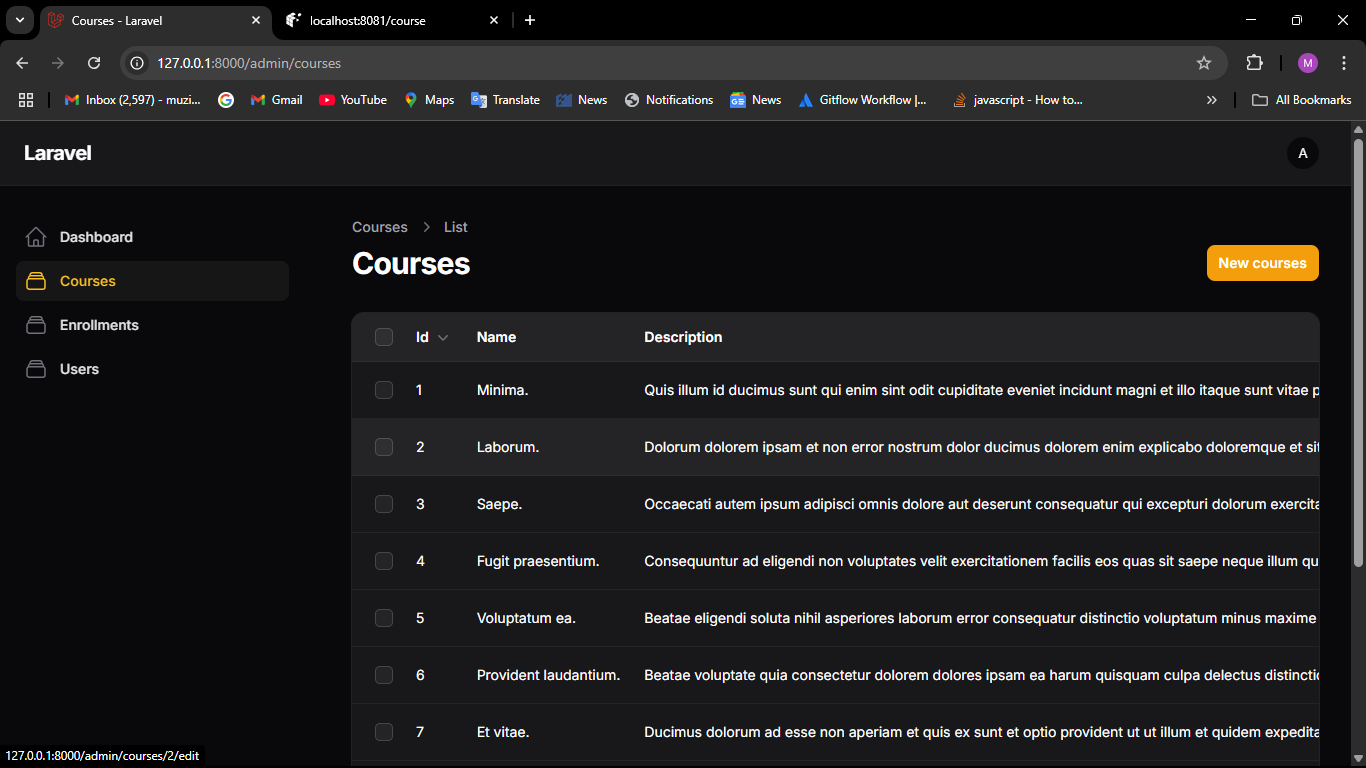 Courses - Laravel
localhost:8081/course
127.0.0.1:8000/admin/courses
M
Inbox (2,597) - muzi...
Gmail
YouTube
Maps
Translate
News
Notifications
News
Gitflow Workflow |...
javascript - How to...
All Bookmarks
Laravel
A
Dashboard
Courses
Enrollments
Users
Courses > List
Courses
New courses
Id Name Description
1 Minima. Quis illum id ducimus sunt qui enim sint odit cupiditate eveniet incidunt magni et illo itaque sunt vitae
2 Laborum. Dolorum dolorem ipsam et non error nostrum dolor ducimus dolorem enim explicabo doloremque et
3 Saepe. Occaecati autem ipsum adipisci omnis dolore aut deserunt consequatur qui excepturi dolorum
4 Fugit praesentium. Consequuntur ad eligendi non voluptates velit exercitationem facilis eos quas sit saepe neque illum
5 Voluptatum ea. Beatae eligendi soluta nihil asperiores laborum error consequatur distinctio voluptatum minus maxime
6 Provident laudantium. Beatae voluptate quia consectetur dolorem dolores ipsam ea harum quisquam culpa delectus
7 Et vitae. Ducimus dolorum ad esse non aperiam et quis ex sunt et optio provident ut ut illum et quidem
127.0.0.1:8000/admin/courses/2/edit